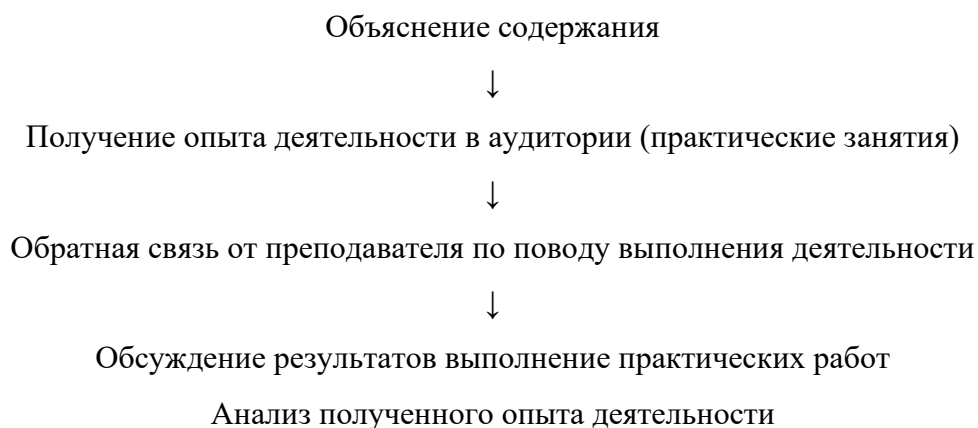 Объяснение содержания
↓
Получение опыта деятельности в аудитории (практические занятия)
↓
Обратная связь от преподавателя по поводу выполнения деятельности
↓
Обсуждение результатов выполнение практических работ
Анализ полученного опыта деятельности